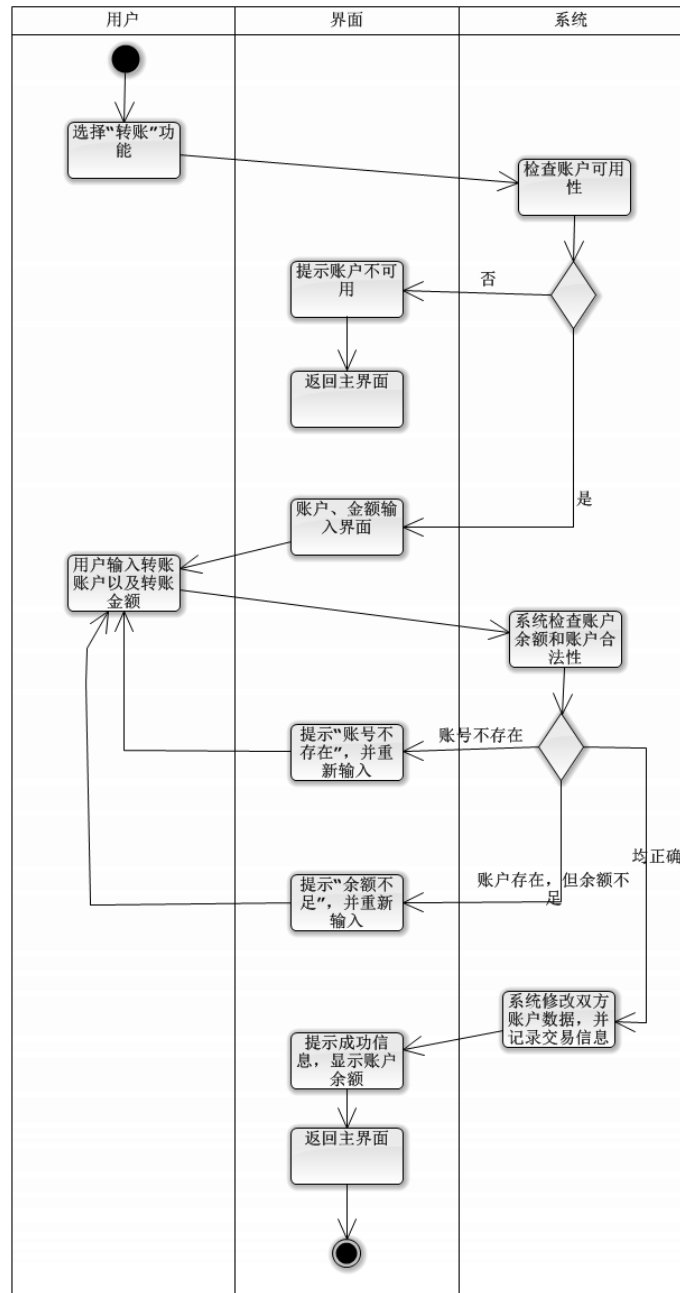 用户
界面
系统
选择“转账”功
能
检查账户可用
性
提示账户不可
用
否
返回主界面
是
账户、金额输
入界面
用户输入转账
账户以及转账
金额
系统检查账户
余额和账户合
法性
提示“账号不
存在”，并重
新输入
账号不存在
均正确
提示“余额不
足”，并重新
输入
账户存在，但余额不
足
系统修改双方
账户数据，并
记录交易信息
提示成功信
息，显示账户
余额
返回主界面